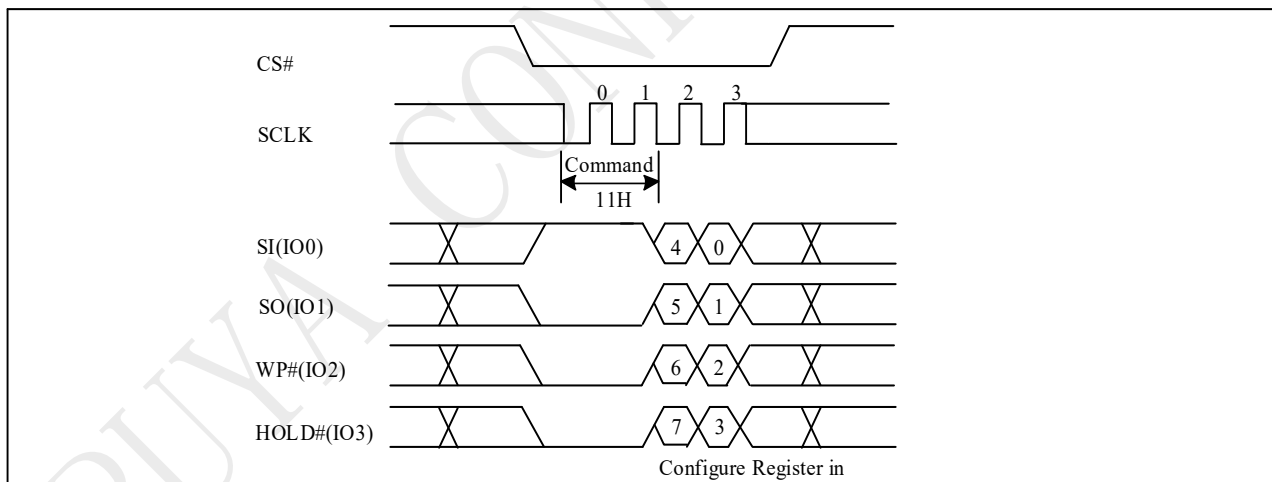 CS#
0 1 2 3
SCLK
Command
11H
SI(IO0)
4 0
SO(IO1)
5 1
WP#(IO2)
6 2
HOLD#(IO3)
7 3
Configure Register in